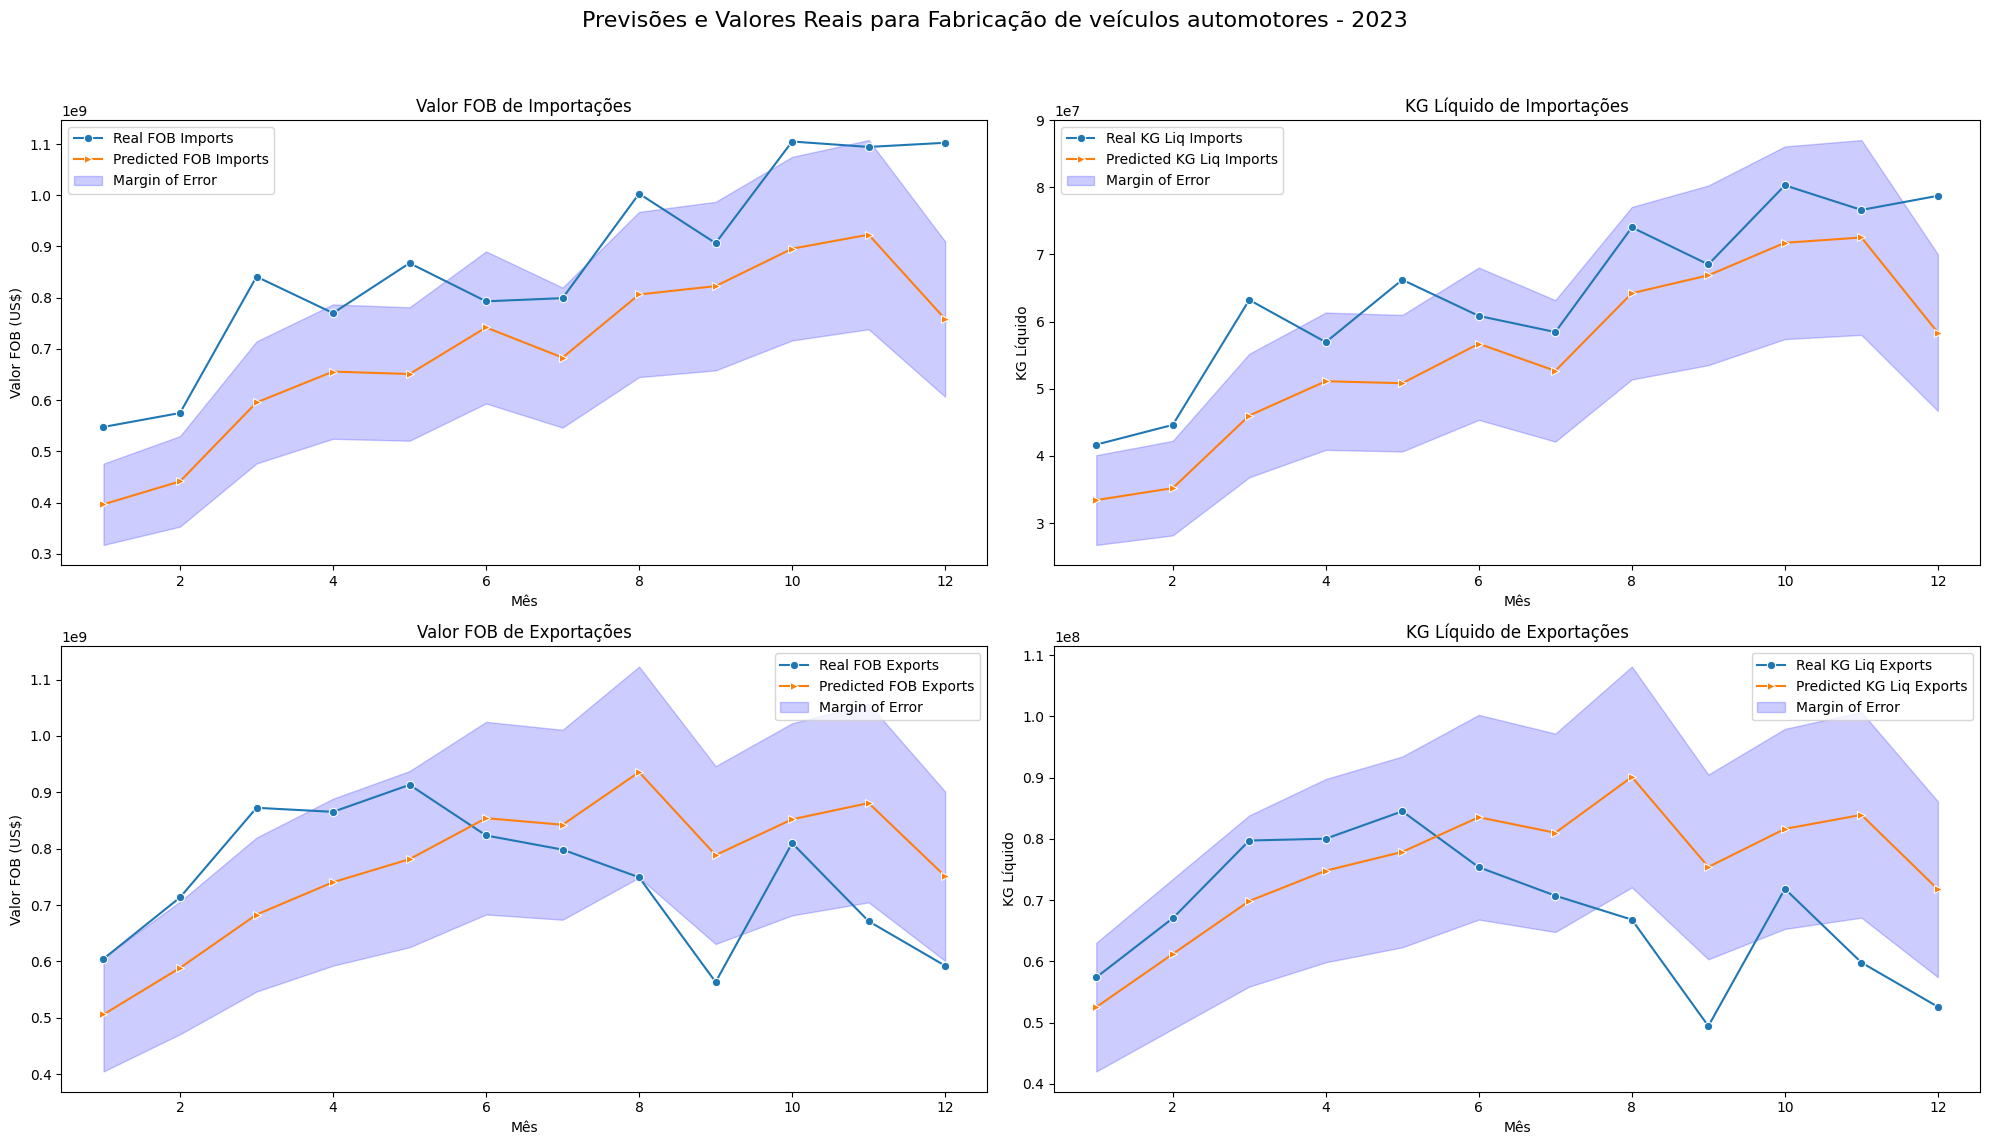 Previsões e Valores Reais para Fabricação de veículos automotores - 2023
Valor FOB de Importações
1e9
Real FOB Imports
Predicted FOB Imports
Margin of Error
Valor FOB (US$)
1.1
1.0
0.9
0.8
0.7
0.6
0.5
0.4
0.3
2 4 6 8 10 12
Mês
KG Líquido de Importações
1e7
Real KG Liq Imports
Predicted KG Liq Imports
Margin of Error
KG Líquido
9
8
7
6
5
4
3
2 4 6 8 10 12
Mês
Valor FOB de Exportações
1e9
Real FOB Exports
Predicted FOB Exports
Margin of Error
Valor FOB (US$)
1.1
1.0
0.9
0.8
0.7
0.6
0.5
0.4
2 4 6 8 10 12
Mês
KG Líquido de Exportações
1e8
Real KG Liq Exports
Predicted KG Liq Exports
Margin of Error
KG Líquido
1.1
1.0
0.9
0.8
0.7
0.6
0.5
0.4
2 4 6 8 10 12
Mês